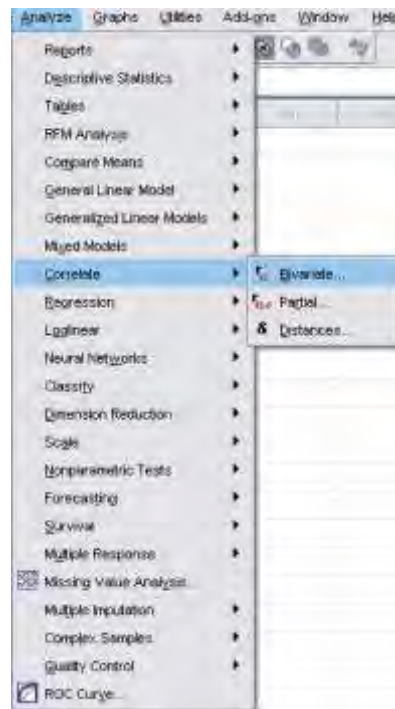 Analyze Graphs Utilities Add-ons Window Help
Reports
Descriptive Statistics
Tables
RFM Analysis
Compare Means
General Linear Model
Generalized Linear Models
Mixed Models
Correlate
Bivariate...
Regression
Partial...
Loglinear
Distances...
Neural Networks
Classify
Dimension Reduction
Scale
Nonparametric Tests
Forecasting
Survival
Multiple Response
Missing Value Analysis...
Multiple Imputation
Complex Samples
Quality Control
ROC Curve...